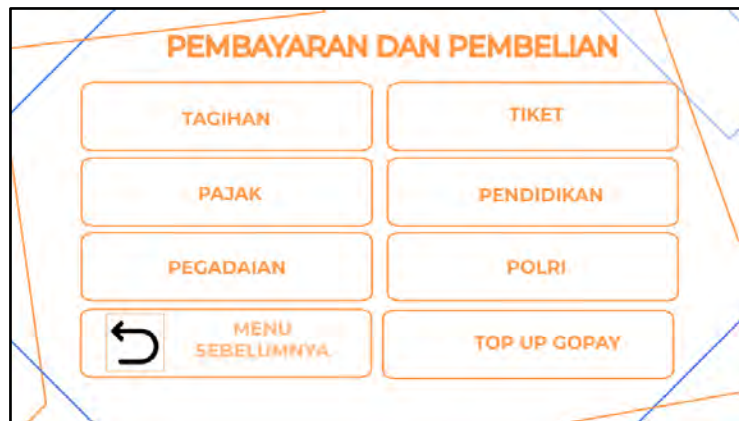 PEMBAYARAN DAN PEMBELIAN
TAGIHAN
TIKET
PAJAK
PENDIDIKAN
PEGADAIAN
POLRI
MENU
SEBELUMNYA
TOP UP GOPAY